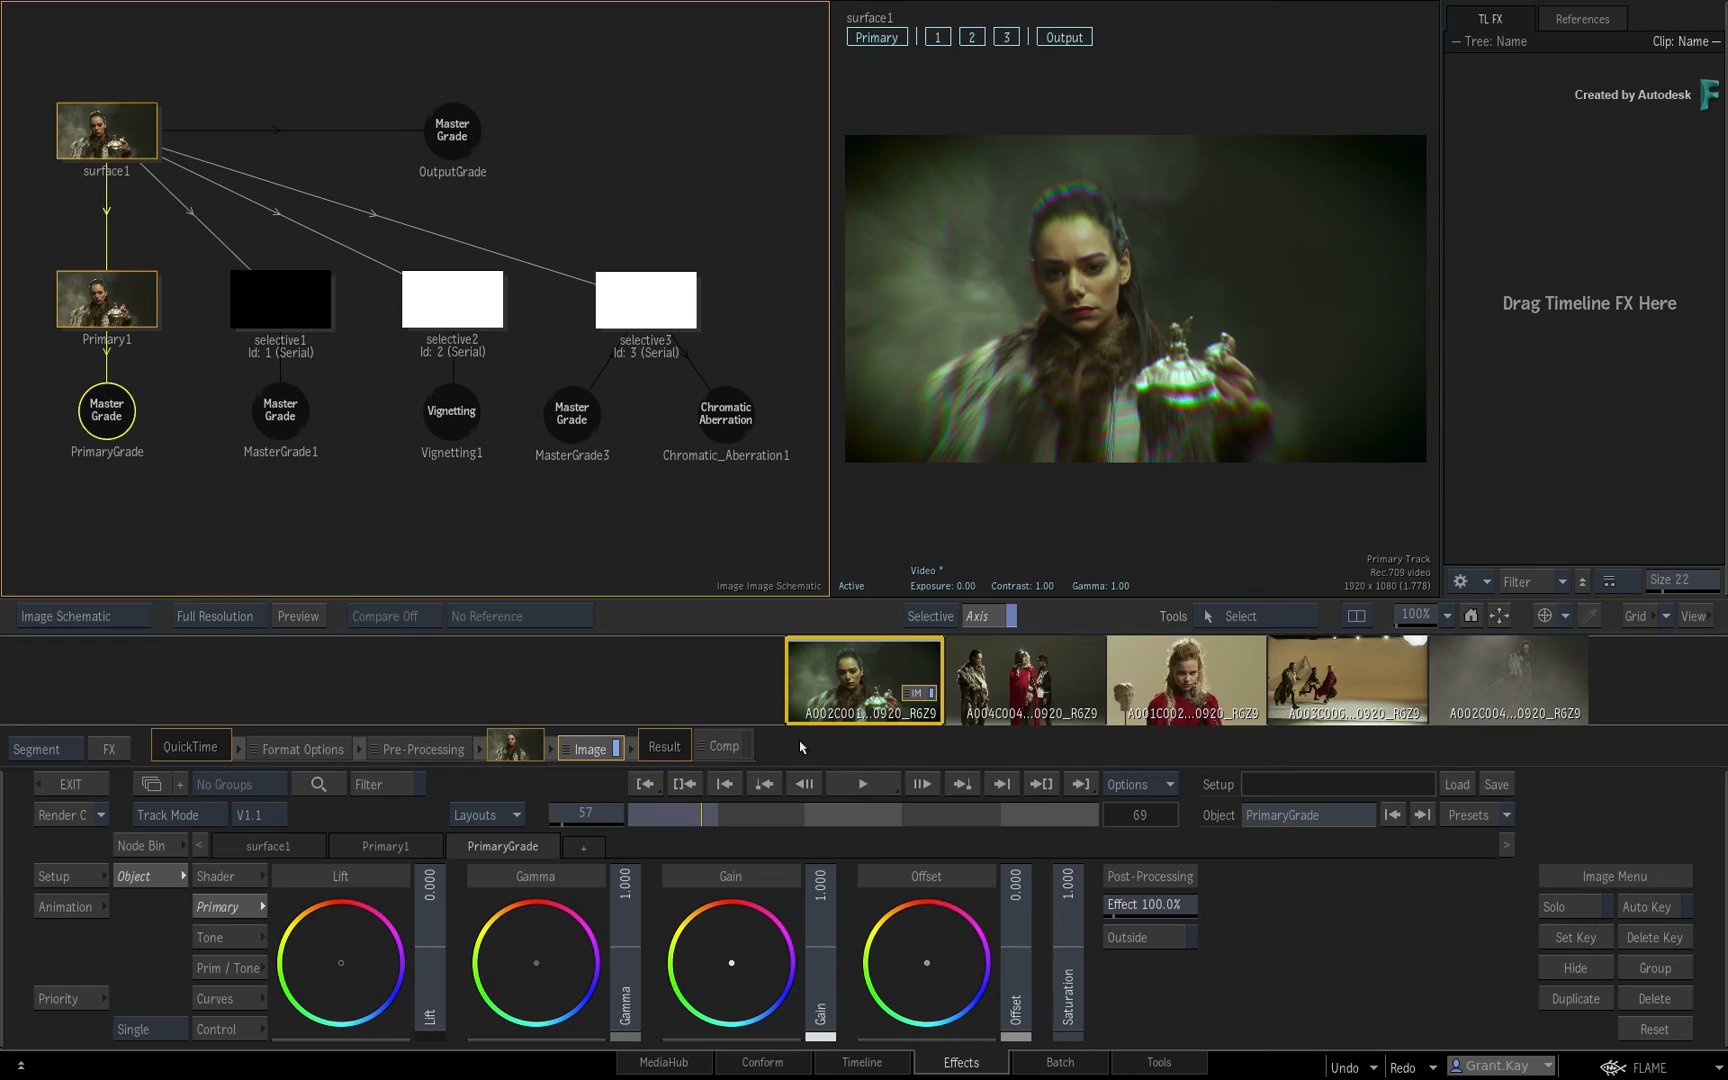 surface1
Primary | 1 2 3 | Output
TL FX References
Tree: Name Clip: Name
Created by Autodesk
Master
Grade
OutputGrade
surface1
Drag Timeline FX Here
Primary1
selective1
Id: 1 (Serial)
selective2
Id: 2 (Serial)
selective3
Id: 3 (Serial)
Master
Grade
Master
Grade
Vignetting
Master
Grade
Chromatic
Aberration
PrimaryGrade
MasterGrade1
Vignetting1
MasterGrade3
Chromatic_Aberration1
Primary Track
Rec.709 video
1920 x 1080 (1.778)
Video *
Active Exposure: 0.00 Contrast: 1.00 Gamma: 1.00
Image Image Schematic
Filter Size 22
Image Schematic Full Resolution Preview Compare Off No Reference Selective Axis Tools Select 100% Grid View
IM
A002C001...0920_R6Z9 A004C004...0920_R6Z9 A001C002...0920_R6Z9 A003C006...0920_R6Z9 A002C004...0920_R6Z9
Segment FX QuickTime Format Options Pre-Processing Image Result Comp
EXIT + No Groups Filter Options Setup Load Save
Render C Track Mode V1.1 Layouts 57 69 Object PrimaryGrade Presets
Node Bin < surface1 Primary1 PrimaryGrade + >
Setup Object Shader Lift Gamma Gain Offset Post-Processing Image Menu
Animation Primary Effect 100.0% Solo Auto Key
Tone Outside Set Key Delete Key
Prim / Tone Hide Group
Priority Curves Duplicate Delete
Single Control Reset
0.000
Lift
1.000
Gamma
1.000
Gain
0.000
Offset
1.000
Saturation
MediaHub Conform Timeline Effects Batch Tools Undo Redo Grant.Kay FLAME